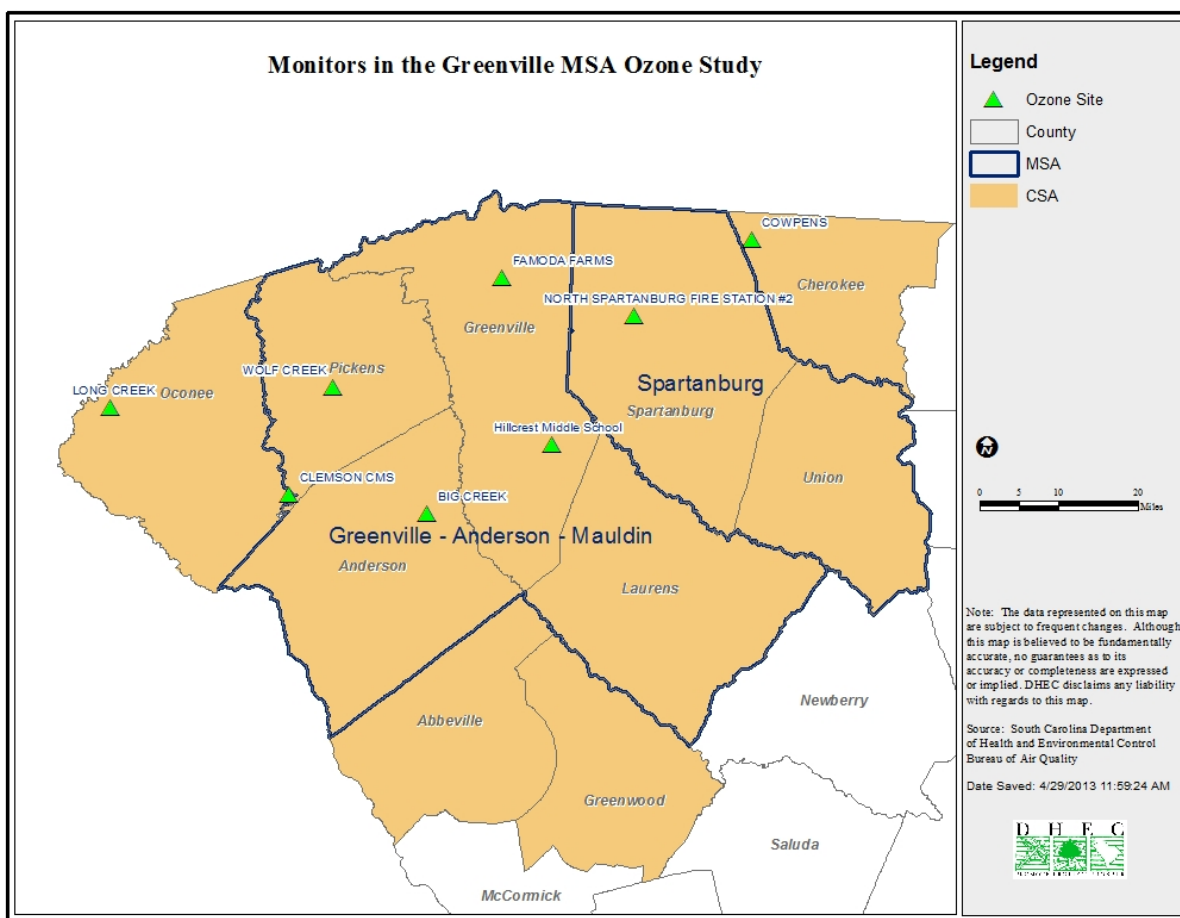 Monitors in the Greenville MSA Ozone Study
Legend
Ozone Site
County
MSA
CSA
COWPENS
FAMODA FARMS
Cherokee
NORTH SPARTANBURG FIRE STATION #2
Greenville
WOLF CREEK
Pickens
Spartanburg
LONG CREEK
Oconee
Spartanburg
Hillcrest Middle School
CLEMSON CMS
Union
BIG CREEK
Greenville - Anderson - Mauldin
Anderson
Laurens
Newberry
Abbeville
Greenwood
Saluda
McCormick
N
0 5 10 20
Miles
Note: The data represented on this map
are subject to frequent changes. Although
this map is believed to be fundamentally
accurate, no guarantees as to its
accuracy or completeness are expressed
or implied. DHEC disclaims any liability
with regards to this map.
Source: South Carolina Department
of Health and Environmental Control
Bureau of Air Quality
Date Saved: 4/29/2013 11:59:24 AM
D H E C